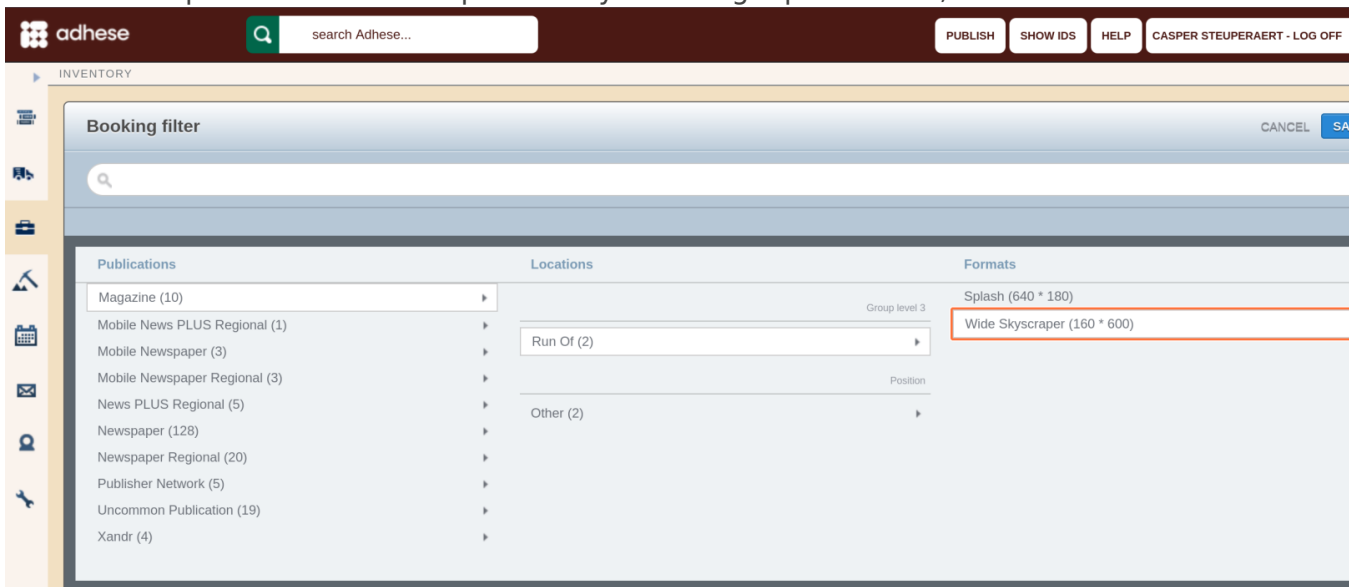 adhese
search Adhese...
PUBLISH
SHOW IDS
HELP
CASPER STEUPERAERT - LOG OFF
INVENTORY
Booking filter
CANCEL
SA
Publications
Locations
Formats
Magazine (10)
Mobile News PLUS Regional (1)
Mobile Newspaper (3)
Mobile Newspaper Regional (3)
News PLUS Regional (5)
Newspaper (128)
Newspaper Regional (20)
Publisher Network (5)
Uncommon Publication (19)
Xandr (4)
Group level 3
Run Of (2)
Position
Other (2)
Splash (640 * 180)
Wide Skyscraper (160 * 600)